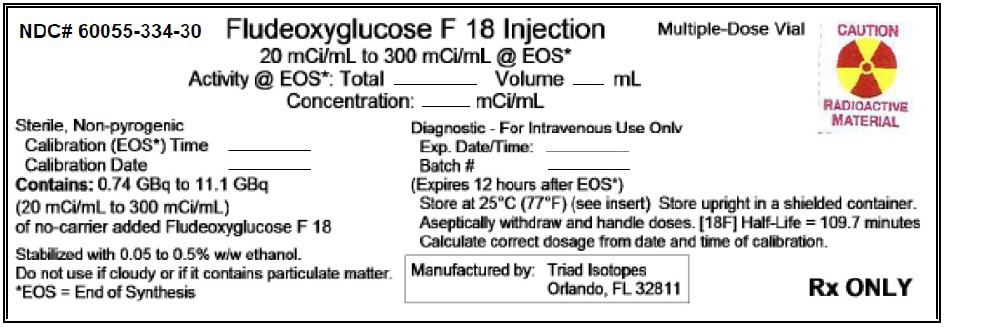 NDC# 60055-334-30
Fludeoxyglucose F 18 Injection
Multiple-Dose Vial
CAUTION
RADIOACTIVE
MATERIAL
20 mCi/mL to 300 mCi/mL @ EOS*
Activity @ EOS*: Total ________ Volume ____ mL
Concentration: _____ mCi/mL
Sterile, Non-pyrogenic
Calibration (EOS*) Time ________
Calibration Date ________
Contains: 0.74 GBq to 11.1 GBq
(20 mCi/mL to 300 mCi/mL)
of no-carrier added Fludeoxyglucose F 18
Stabilized with 0.05 to 0.5% w/w ethanol.
Do not use if cloudy or if it contains particulate matter.
*EOS = End of Synthesis
Diagnostic - For Intravenous Use Only
Exp. Date/Time: ________
Batch # ________
(Expires 12 hours after EOS*)
Store at 25°C (77°F) (see insert) Store upright in a shielded container.
Aseptically withdraw and handle doses. [18F] Half-Life = 109.7 minutes
Calculate correct dosage from date and time of calibration.
Manufactured by: Triad Isotopes
Orlando, FL 32811
Rx ONLY